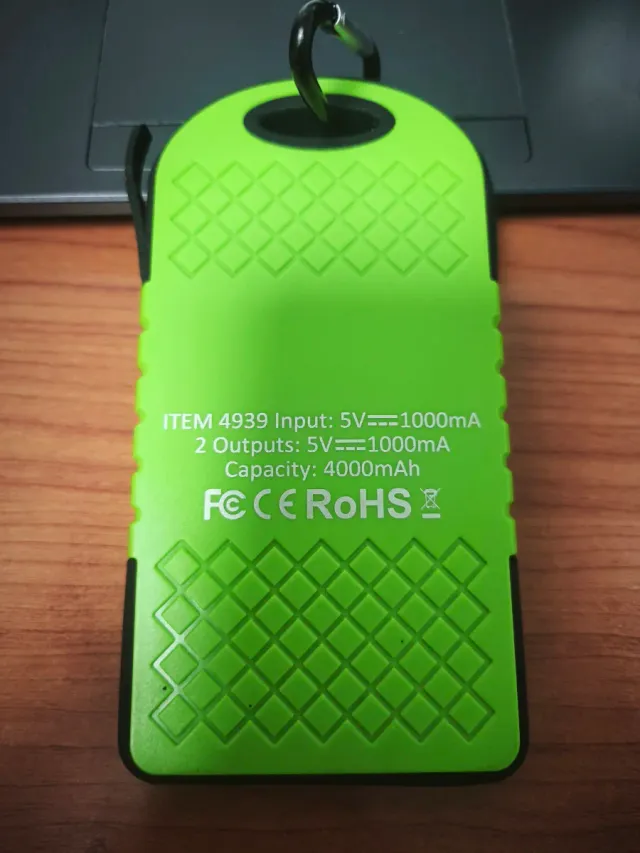 ITEM 4939 Input: 5V⎓1000mA
2 Outputs: 5V⎓1000mA
Capacity: 4000mAh
FC CE RoHS